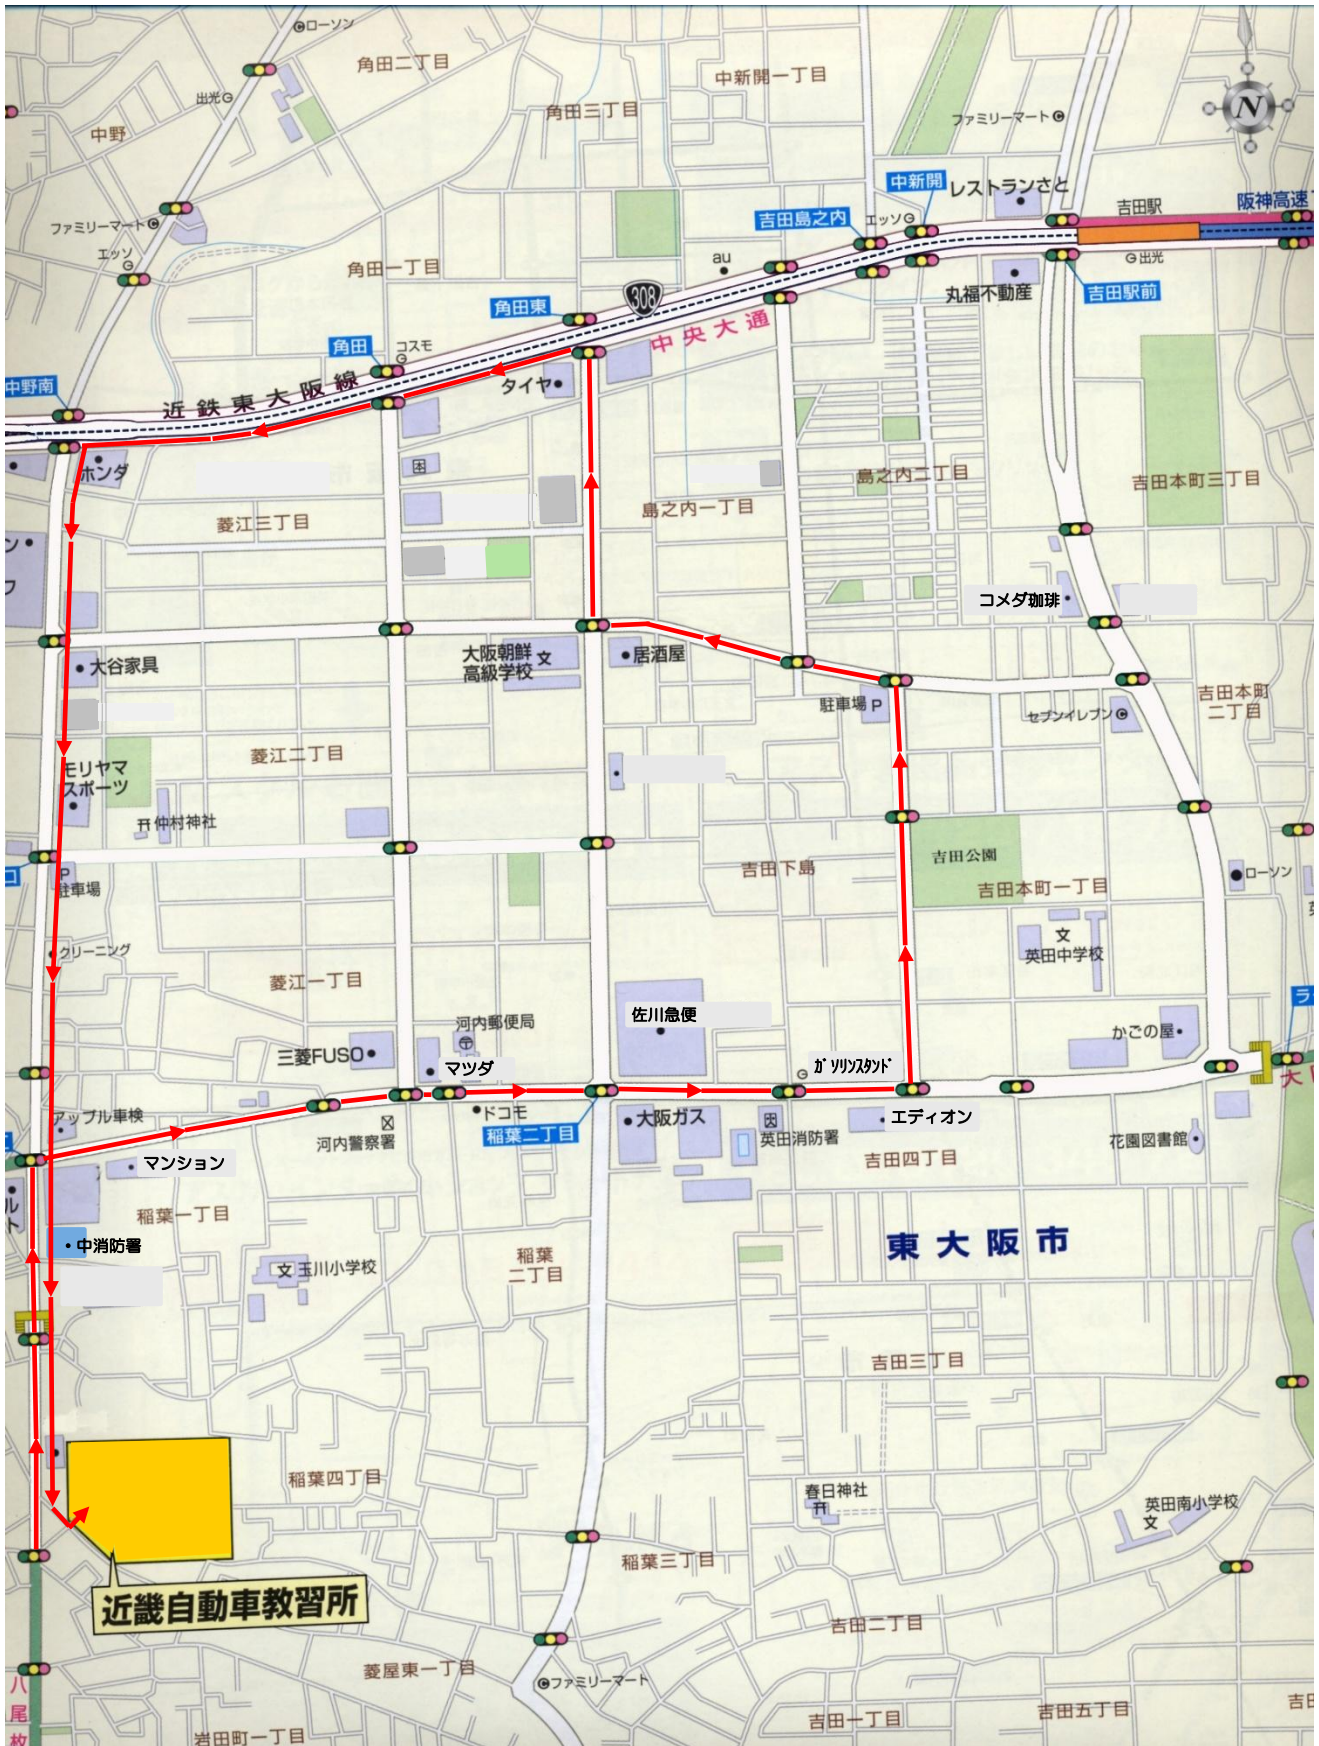 ローソン
角田二丁目
中新開一丁目
出光
角田三丁目
中野
ファミリーマート
N
中新開
レストランさと
吉田駅
阪神高速
ファミリーマート
エッソ
吉田島之内
エッソ
角田一丁目
au
出光
丸福不動産
吉田駅前
角田東
308
中央大通
角田
コスモ
中野南
近鉄東大阪線
タイヤ
ホンダ
島之内二丁目
吉田本町三丁目
菱江三丁目
島之内一丁目
ン
フ
コメダ珈琲
大谷家具
大阪朝鮮
高級学校
文
居酒屋
駐車場 P
吉田本町
二丁目
セブンイレブン
菱江二丁目
モリヤマ
スポーツ
仲村神社
吉田下島
吉田公園
吉田本町一丁目
ローソン
P
駐車場
クリーニング
文
英田中学校
菱江一丁目
佐川急便
河内郵便局
かごの屋
ラ
三菱FUSO
マツダ
ガソリンスタンド
大
アップル車検
ドコモ
稲葉二丁目
大阪ガス
エディオン
河内警察署
英田消防署
吉田四丁目
花園図書館
マンション
ル
ト
稲葉一丁目
中消防署
文 玉川小学校
稲葉
二丁目
東大阪市
吉田三丁目
稲葉四丁目
春日神社
英田南小学校
文
稲葉三丁目
近畿自動車教習所
吉田二丁目
菱屋東一丁目
ファミリーマート
八尾枚
岩田町一丁目
吉田一丁目
吉田五丁目
吉田